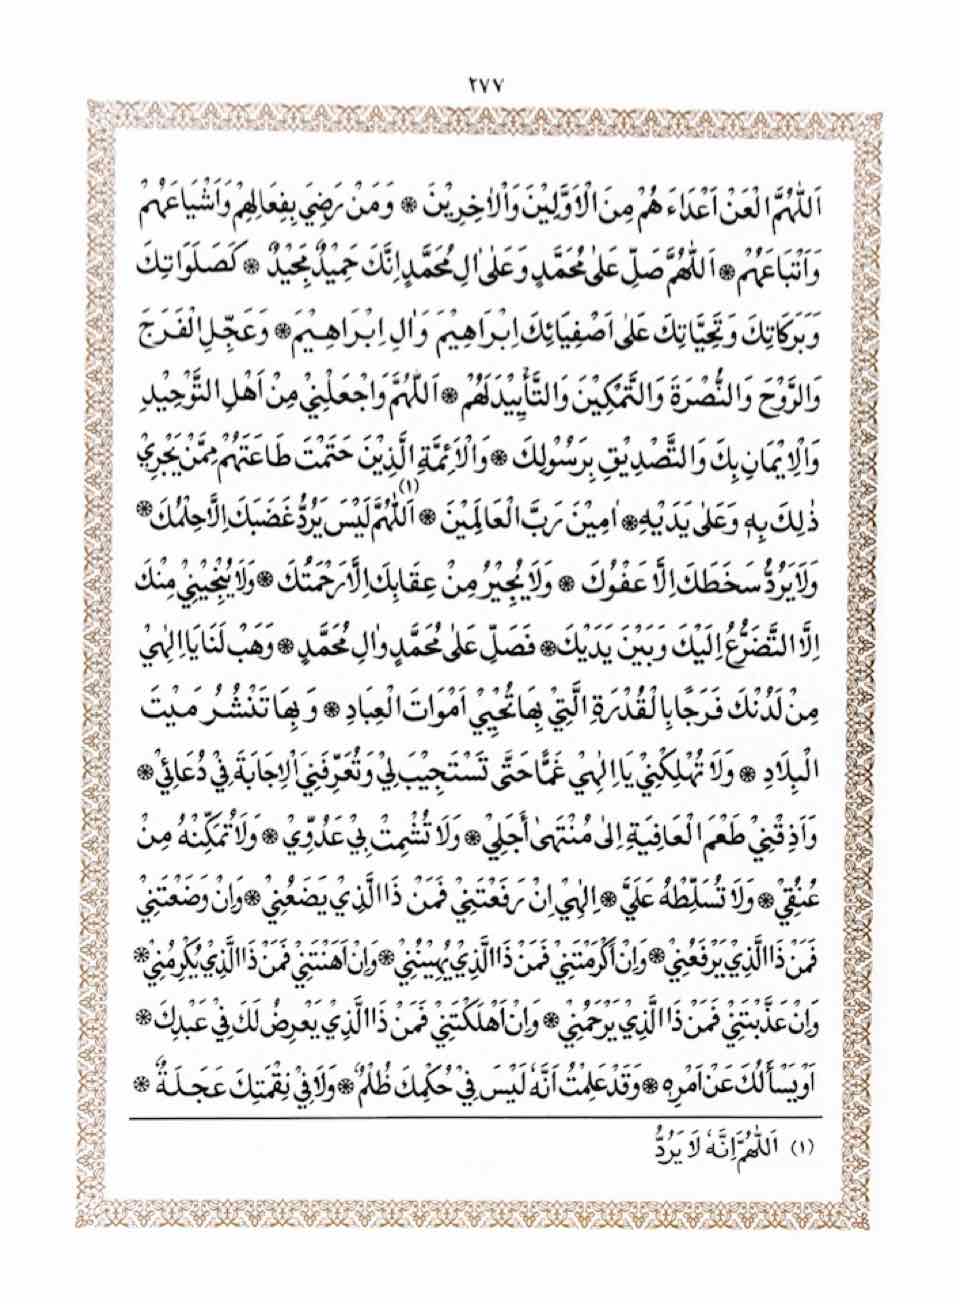 ٢٧٧
اَللّٰهُمَّ الْعَنْ اَعْدَاءَ هُمْ مِنَ الْاَوَّلِيْنَ وَالْاٰخِرِيْنَ ۞ وَمَنْ رَضِيَ بِفِعَالِهِمْ وَاَشْيَاعَهُمْ
وَاَتْبَاعَهُمْ ۞ اَللّٰهُمَّ صَلِّ عَلٰى مُحَمَّدٍ وَعَلٰى اٰلِ مُحَمَّدٍ اِنَّكَ حَمِيْدٌ مَجِيْدٌ ۞ كَصَلَوَاتِكَ
وَبَرَكَاتِكَ وَتَحِيَّاتِكَ عَلٰى اَصْفِيَائِكَ اِبْرَاهِيْمَ وَاٰلِ اِبْرَاهِيْمَ ۞ وَعَجِّلِ الْفَرَجَ
وَالرَّوْحَ وَالنُّصْرَةَ وَالتَّمْكِيْنَ وَالتَّأْيِيْدَ لَهُمْ ۞ اَللّٰهُمَّ وَاجْعَلْنِيْ مِنْ اَهْلِ التَّوْحِيْدِ
وَالْاِيْمَانِ بِكَ وَالتَّصْدِيْقِ بِرَسُوْلِكَ ۞ وَالْاَئِمَّةِ الَّذِيْنَ حَتَمْتَ طَاعَتَهُمْ مِمَّنْ يَجْرِيْ
ذٰلِكَ بِهٖ وَعَلٰى يَدَيْهِ ۞ اٰمِيْنَ رَبَّ الْعَالَمِيْنَ ۞ اَللّٰهُمَّ (١) لَيْسَ يَرُدُّ غَضَبَكَ اِلَّا حِلْمُكَ ۞
وَلَا يَرُدُّ سَخَطَكَ اِلَّا عَفْوُكَ ۞ وَلَا يُجِيْرُ مِنْ عِقَابِكَ اِلَّا رَحْمَتُكَ ۞ وَلَا يُنْجِيْنِيْ مِنْكَ
اِلَّا التَّضَرُّعُ اِلَيْكَ وَبَيْنَ يَدَيْكَ ۞ فَصَلِّ عَلٰى مُحَمَّدٍ وَاٰلِ مُحَمَّدٍ ۞ وَهَبْ لَنَا يَا اِلٰهِيْ
مِنْ لَدُنْكَ فَرَجًا بِالْقُدْرَةِ الَّتِيْ بِهَا تُحْيِيْ اَمْوَاتَ الْعِبَادِ ۞ وَبِهَا تَنْشُرُ مَيْتَ
الْبِلَادِ ۞ وَلَا تُهْلِكْنِيْ يَا اِلٰهِيْ غَمًّا حَتّٰى تَسْتَجِيْبَ لِيْ وَتُعَرِّفَنِيَ الْاِجَابَةَ فِيْ دُعَائِيْ ۞
وَاَذِقْنِيْ طَعْمَ الْعَافِيَةِ اِلٰى مُنْتَهٰى أَجَلِيْ ۞ وَلَا تُشْمِتْ بِيْ عَدُوِّيْ ۞ وَلَا تُمَكِّنْهُ مِنْ
عُنُقِيْ ۞ وَلَا تُسَلِّطْهُ عَلَيَّ ۞ اِلٰهِيْ اِنْ رَفَعْتَنِيْ فَمَنْ ذَا الَّذِيْ يَضَعُنِيْ ۞ وَاِنْ وَضَعْتَنِيْ
فَمَنْ ذَا الَّذِيْ يَرْفَعُنِيْ ۞ وَاِنْ اَكْرَمْتَنِيْ فَمَنْ ذَا الَّذِيْ يُهِيْنُنِيْ ۞ وَاِنْ اَهَنْتَنِيْ فَمَنْ ذَا الَّذِيْ يُكْرِمُنِيْ ۞
وَاِنْ عَذَّبْتَنِيْ فَمَنْ ذَا الَّذِيْ يَرْحَمُنِيْ ۞ وَاِنْ اَهْلَكْتَنِيْ فَمَنْ ذَا الَّذِيْ يَعْرِضُ لَكَ فِيْ عَبْدِكَ ۞
اَوْ يَسْأَلُكَ عَنْ اَمْرِهٖ ۞ وَقَدْ عَلِمْتُ اَنَّهٗ لَيْسَ فِيْ حُكْمِكَ ظُلْمٌ ۞ وَلَا فِيْ نِقْمَتِكَ عَجَلَةٌ ۞
(١) اَللّٰهُمَّ اِنَّهٗ لَا يَرُدُّ